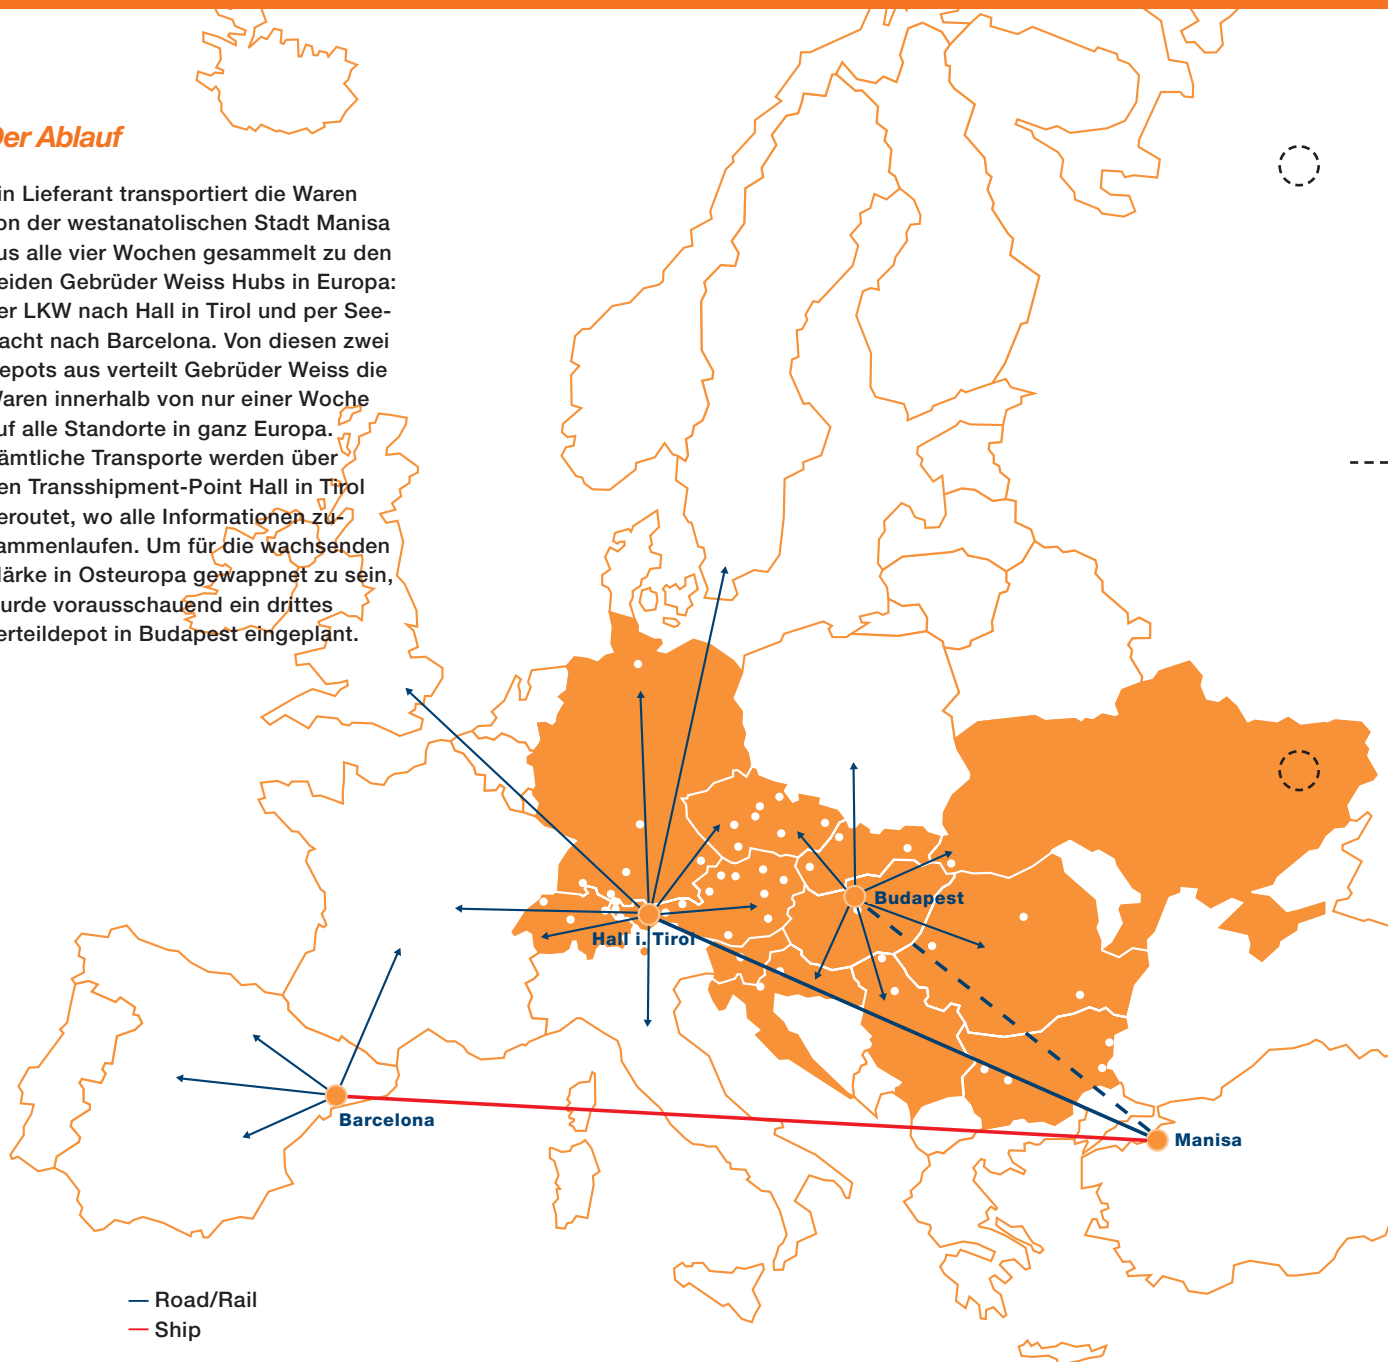 Der Ablauf
in Lieferant transportiert die Waren
on der westanatolischen Stadt Manisa
us alle vier Wochen gesammelt zu den
eiden Gebrüder Weiss Hubs in Europa:
er LKW nach Hall in Tirol und per See-
acht nach Barcelona. Von diesen zwei
epots aus verteilt Gebrüder Weiss die
Waren innerhalb von nur einer Woche
uf alle Standorte in ganz Europa.
ämtliche Transporte werden über
en Transshipment-Point Hall in Tirol
eroutet, wo alle Informationen zu-
ammenlaufen. Um für die wachsenden
Märke in Osteuropa gewappnet zu sein,
urde vorausschauend ein drittes
erteildepot in Budapest eingeplant.
Budapest
Hall i. Tirol
Barcelona
Manisa
Road/Rail
Ship